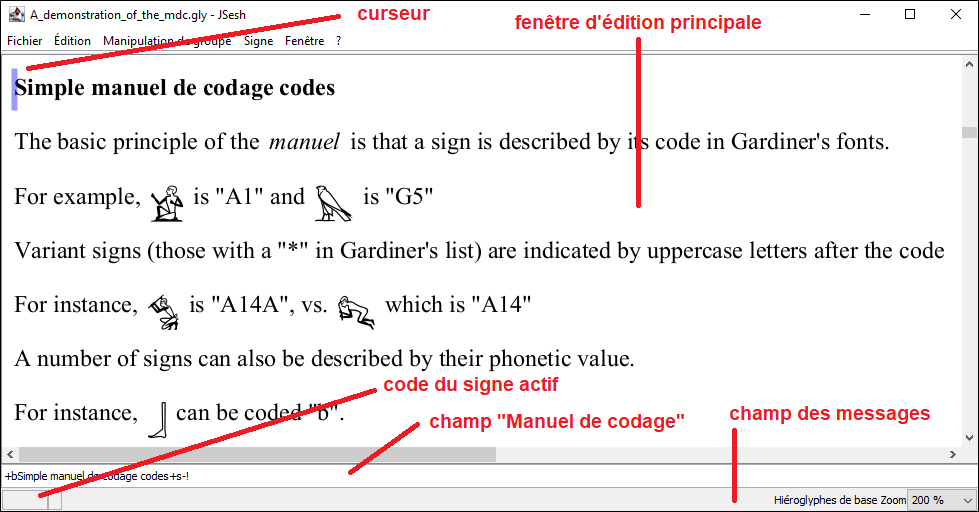 A_demonstration_of_the_mdc.gly - JSesh
curseur
fenêtre d'édition principale
Fichier Édition Manipulation de groupe Signe Fenêtre ?
Simple manuel de codage codes
The basic principle of the manuel is that a sign is described by its code in Gardiner's fonts.
For example, 𓀀 is "A1" and 𓅃 is "G5"
Variant signs (those with a "*" in Gardiner's list) are indicated by uppercase letters after the code
For instance, is "A14A", vs. which is "A14"
A number of signs can also be described by their phonetic value.
code du signe actif
For instance, 𓃀 can be coded "b".
champ "Manuel de codage"
champ des messages
+bSimple manuel de codage codes+s-!
Hiéroglyphes de base Zoom 200 %